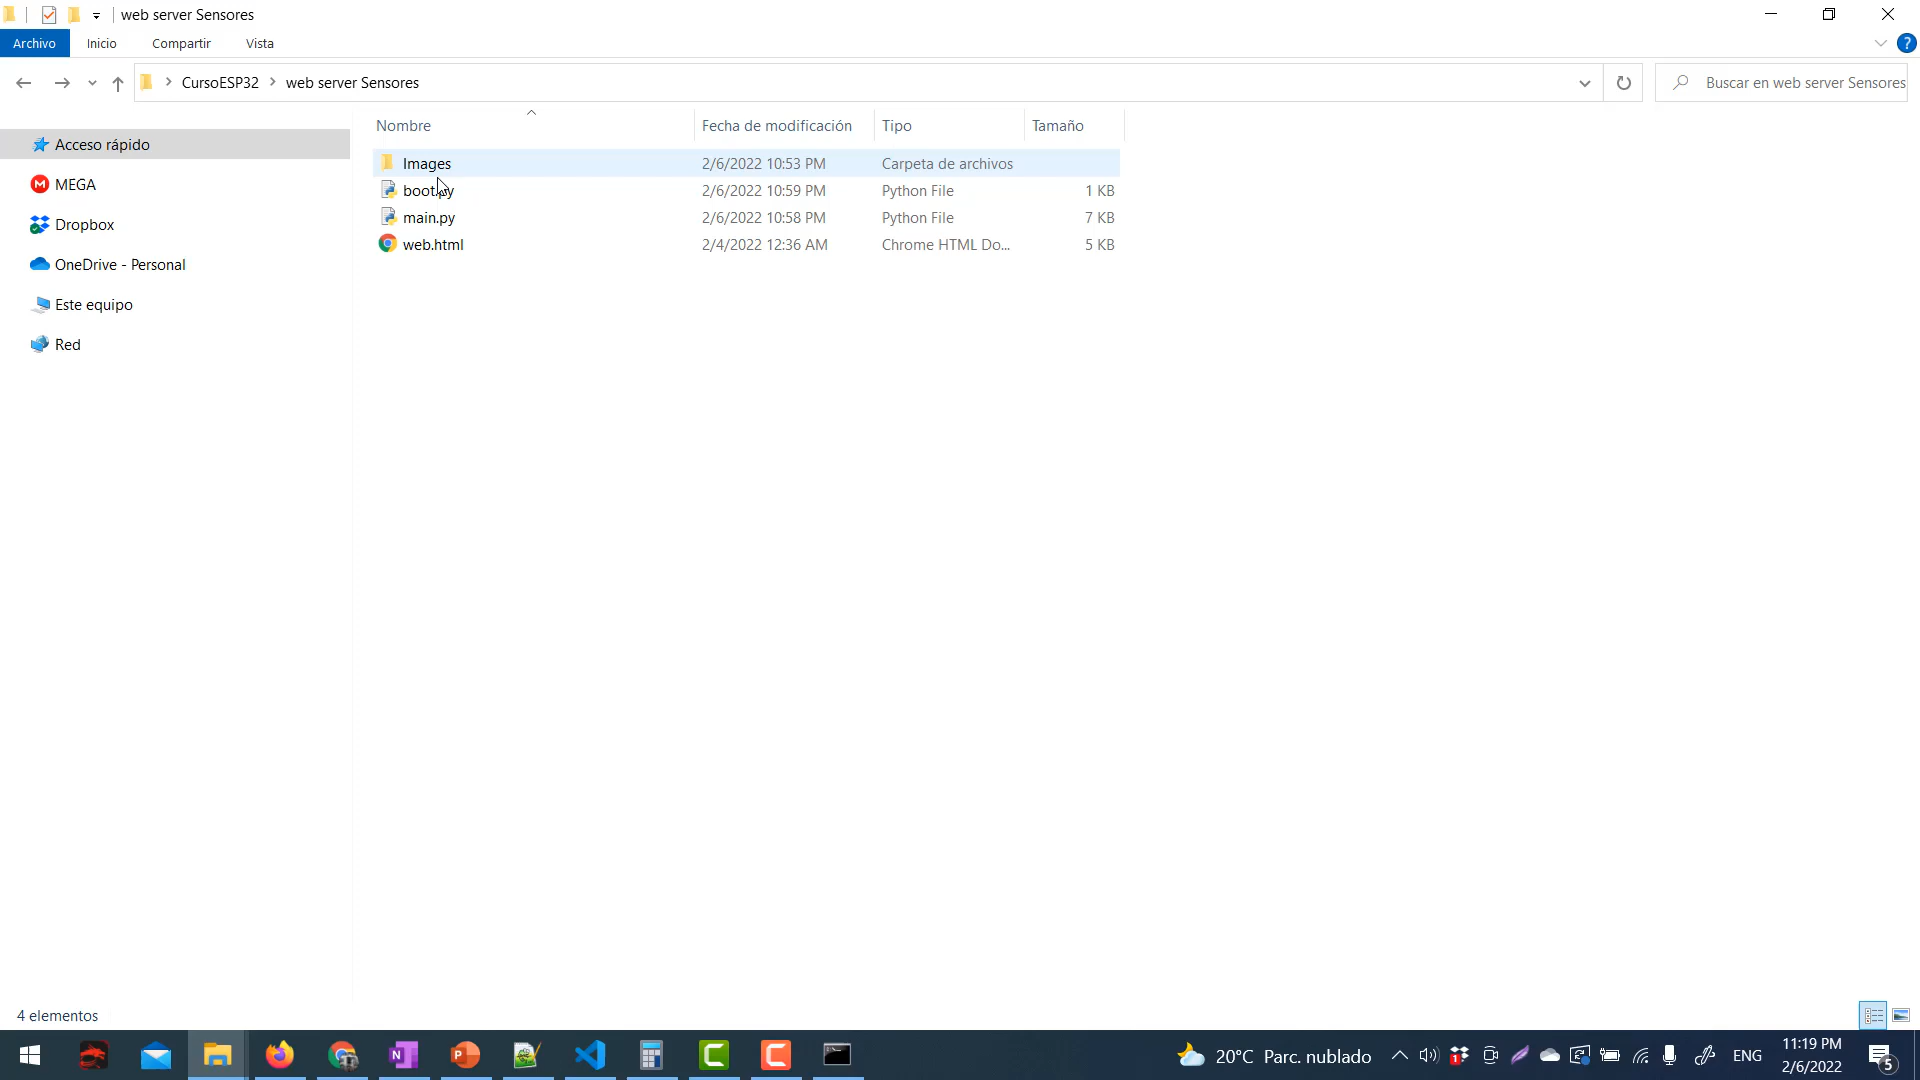 web server Sensores
Archivo Inicio Compartir Vista
CursoESP32 web server Sensores Buscar en web server Sensores
Nombre Fecha de modificación Tipo Tamaño
Acceso rápido
MEGA
Dropbox
OneDrive - Personal
Este equipo
Red
Images 2/6/2022 10:53 PM Carpeta de archivos
boot.py 2/6/2022 10:59 PM Python File 1 KB
main.py 2/6/2022 10:58 PM Python File 7 KB
web.html 2/4/2022 12:36 AM Chrome HTML Do... 5 KB
4 elementos
20°C Parc. nublado ENG 11:19 PM
2/6/2022 5